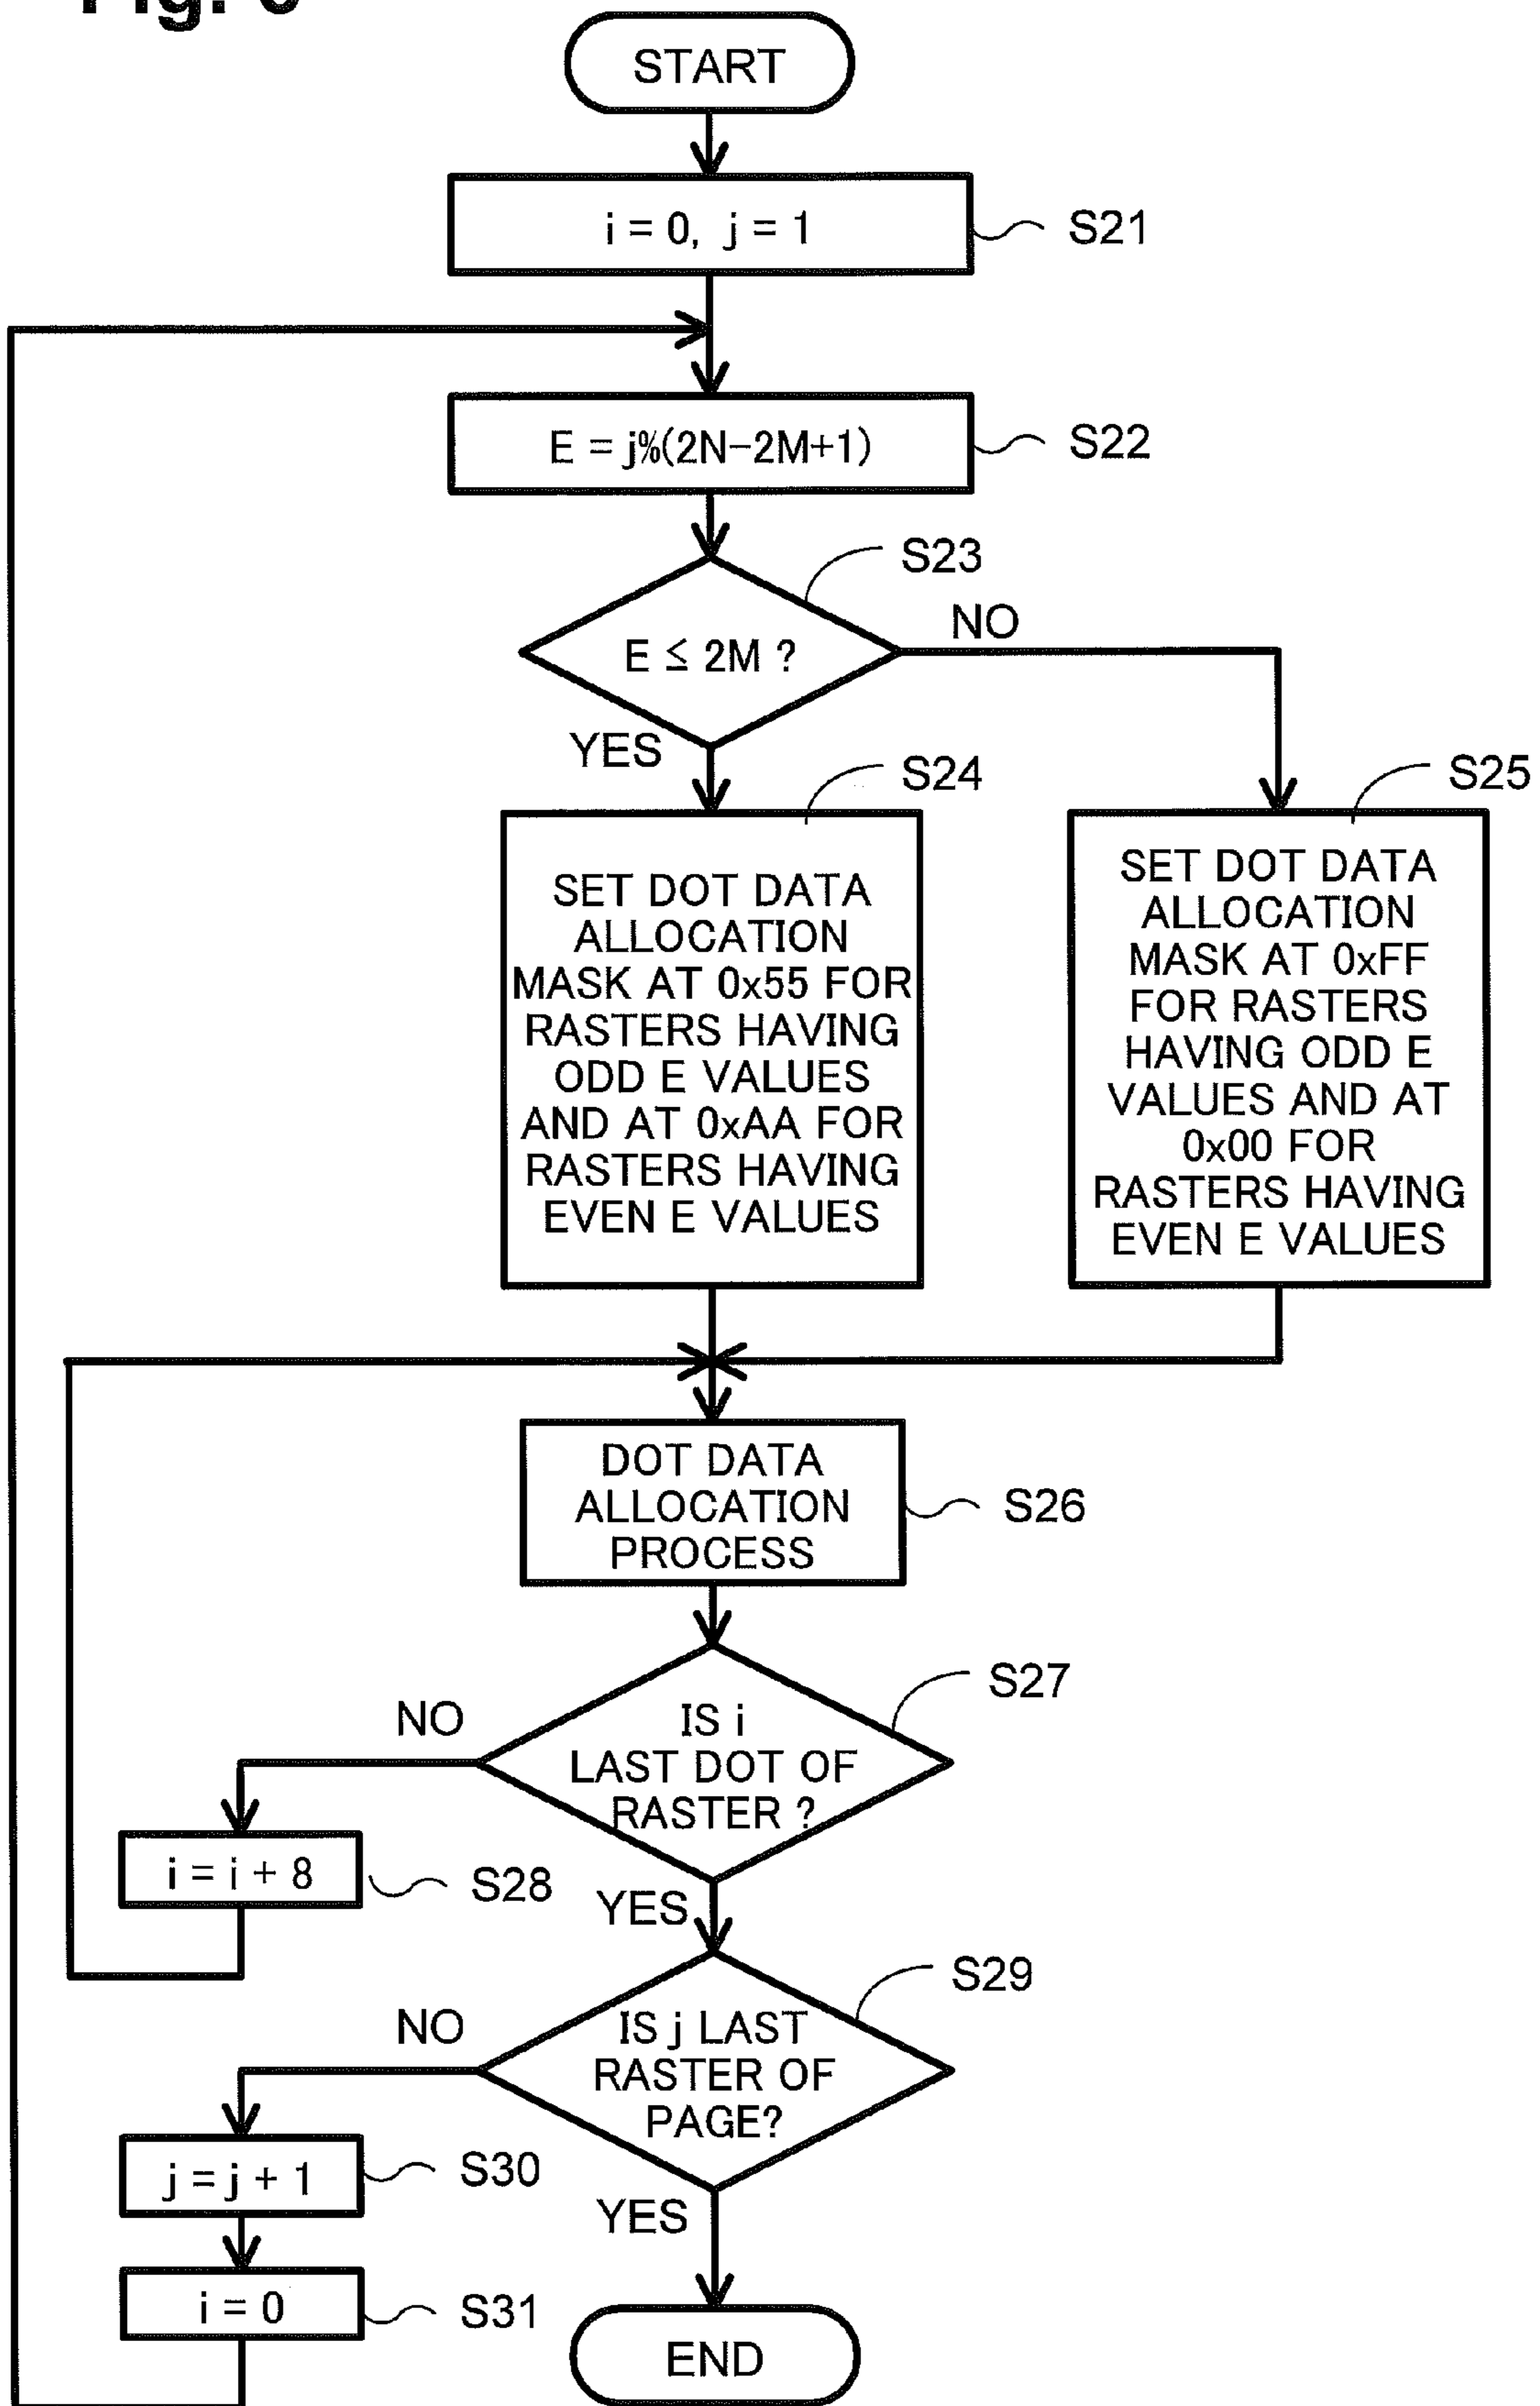 START
i = 0, j = 1
S21
E = j%(2N-2M+1)
S22
S23
E ≤ 2M ?
NO
YES
S24
SET DOT DATA
ALLOCATION
MASK AT 0x55 FOR
RASTERS HAVING
ODD E VALUES
AND AT 0xAA FOR
RASTERS HAVING
EVEN E VALUES
S25
SET DOT DATA
ALLOCATION
MASK AT 0xFF
FOR RASTERS
HAVING ODD E
VALUES AND AT
0x00 FOR
RASTERS HAVING
EVEN E VALUES
DOT DATA
ALLOCATION
PROCESS
S26
S27
IS i
LAST DOT OF
RASTER ?
NO
i = i + 8
S28
YES
S29
IS j LAST
RASTER OF
PAGE?
NO
j = j + 1
S30
YES
i = 0
S31
END